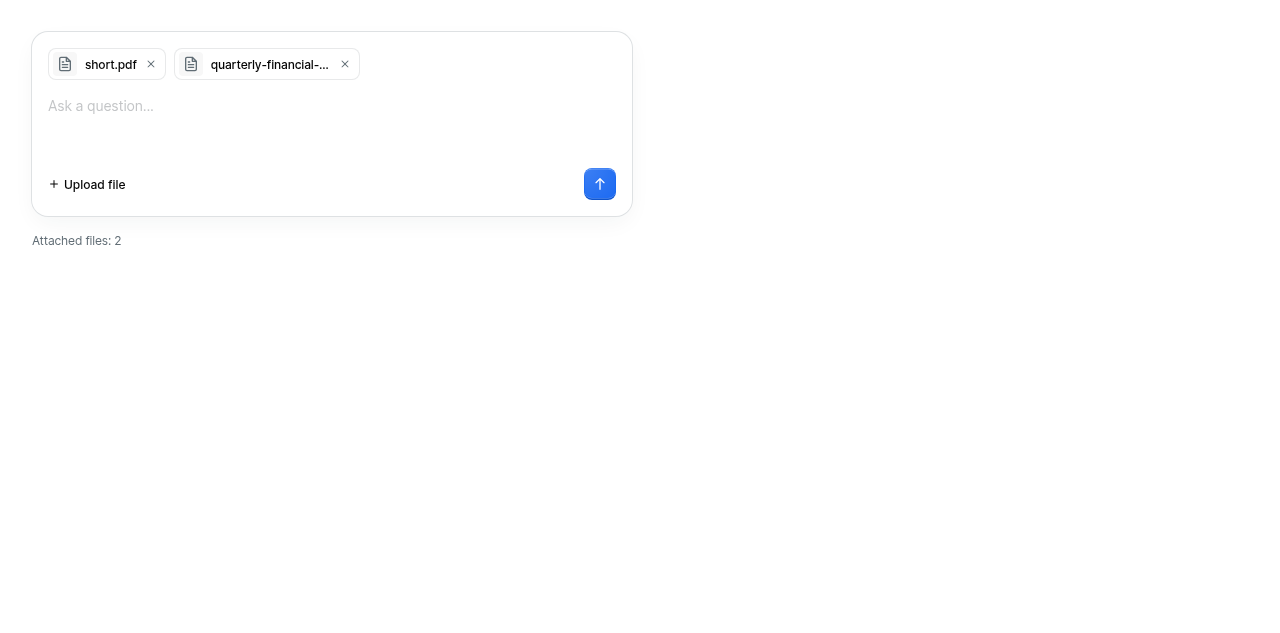 short.pdf
quarterly-financial-...
Ask a question...
Upload file
Attached files: 2